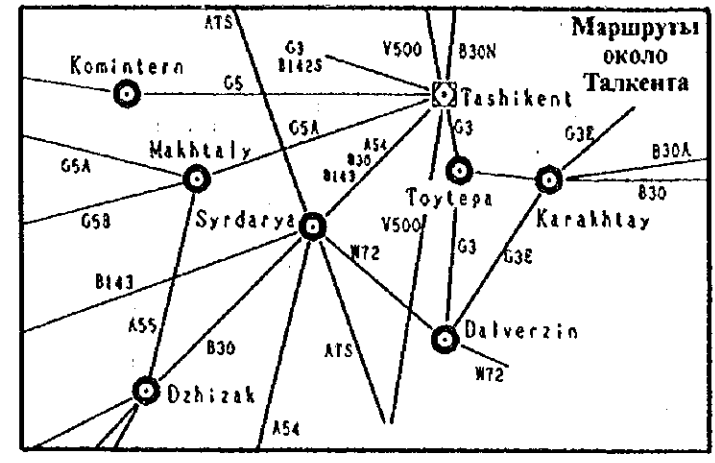 ATS
G3
B142S
V500
B30N
Маршруты
около
Талкента
Komintern
G5
Tashikent
G5A
G3
G3E
B30A
G5A
Makhtaly
A54
B30
B143
Toytepa
B30
G5B
Syrdarya
V500
Karakhtay
W72
G3
G3E
B143
A55
B30
ATS
Dalverzin
W72
Dzhizak
A54